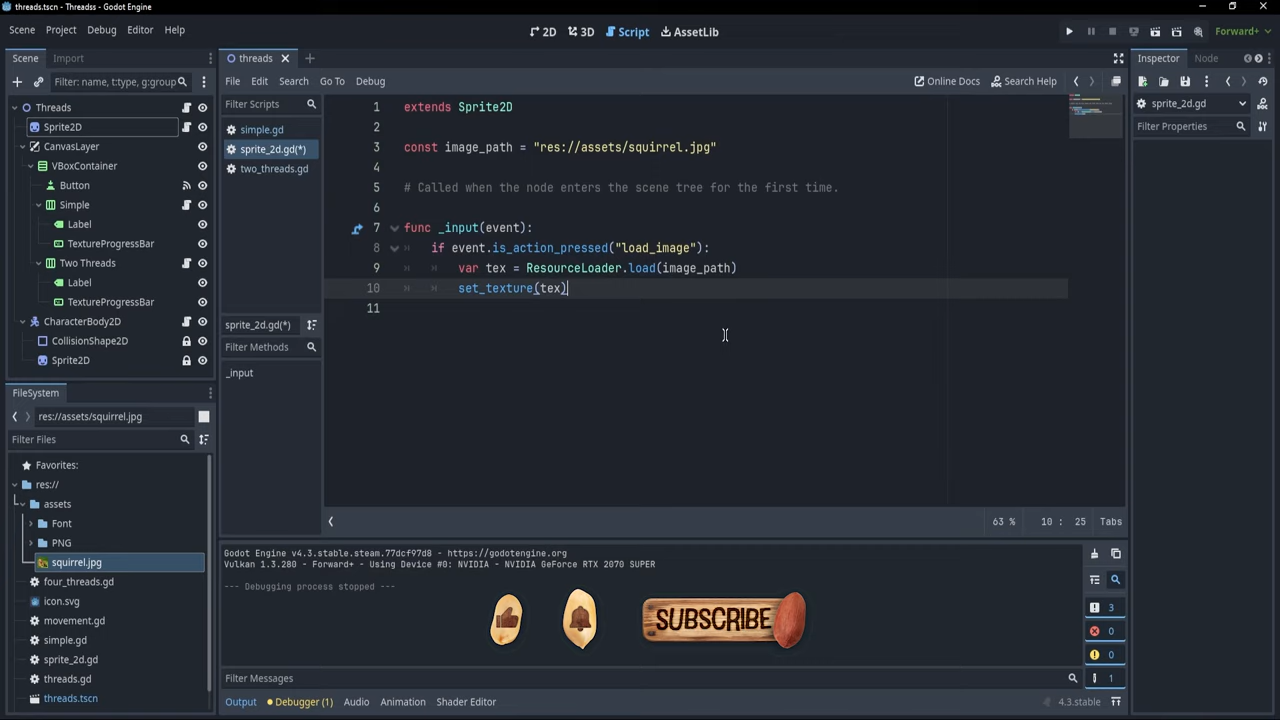 threads.tscn - Threadss - Godot Engine
Scene Project Debug Editor Help
2D 3D Script AssetLib
Forward+
Scene Import
threads
Inspector Node
Filter: name, t:type, g:group
File Edit Search Go To Debug
Online Docs Search Help
Threads
Sprite2D
CanvasLayer
VBoxContainer
Button
Simple
Label
TextureProgressBar
Two Threads
Label
TextureProgressBar
CharacterBody2D
CollisionShape2D
Sprite2D
Filter Scripts
simple.gd
sprite_2d.gd(*)
two_threads.gd
sprite_2d.gd(*)
Filter Methods
_input
1 extends Sprite2D
2
3 const image_path = "res://assets/squirrel.jpg"
4
5 # Called when the node enters the scene tree for the first time.
6
7 func _input(event):
8 if event.is_action_pressed("load_image"):
9 var tex = ResourceLoader.load(image_path)
10 set_texture(tex)
11
63 % 10 : 25 Tabs
sprite_2d.gd
Filter Properties
FileSystem
res://assets/squirrel.jpg
Filter Files
Favorites:
res://
assets
Font
PNG
squirrel.jpg
four_threads.gd
icon.svg
movement.gd
simple.gd
sprite_2d.gd
threads.gd
threads.tscn
Godot Engine v4.3.stable.steam.77dcf97d8 - https://godotengine.org
Vulkan 1.3.280 - Forward+ - Using Device #0: NVIDIA - NVIDIA GeForce RTX 2070 SUPER
--- Debugging process stopped ---
SUBSCRIBE
3
0
0
1
Filter Messages
Output Debugger (1) Audio Animation Shader Editor
4.3.stable